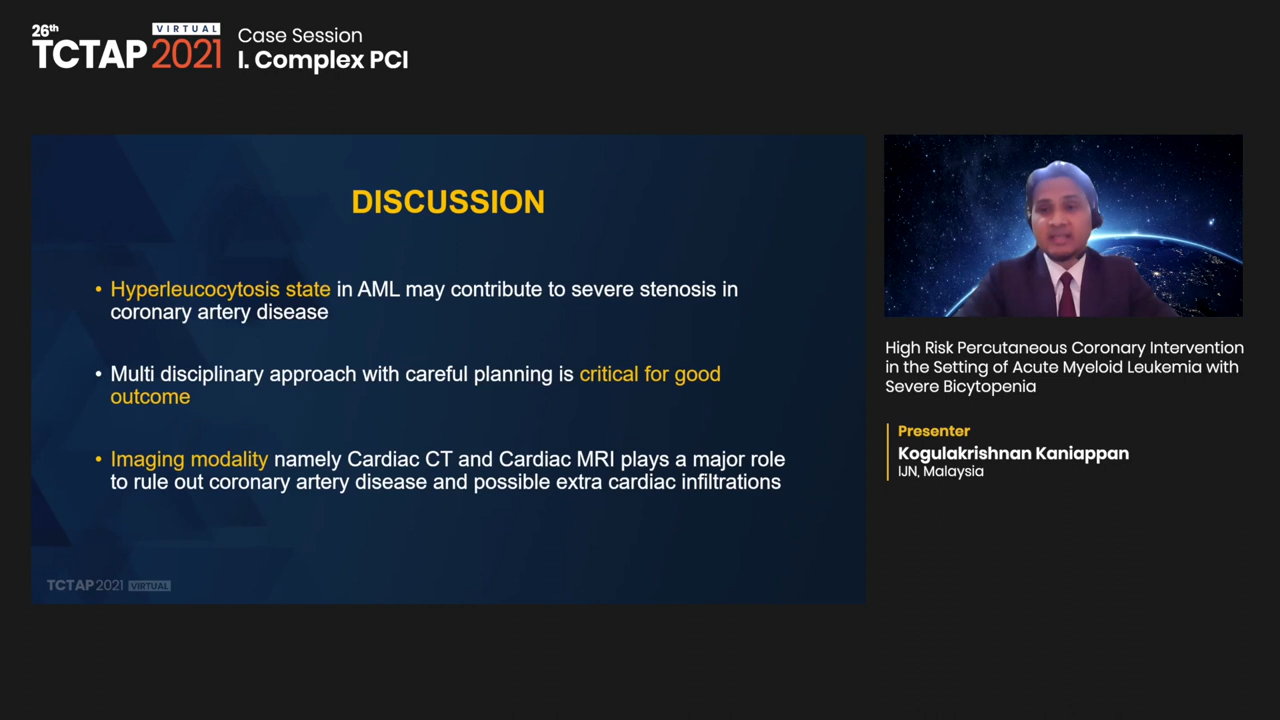 26th
VIRTUAL
TCTAP 2021
Case Session
I. Complex PCI
DISCUSSION
• Hyperleucocytosis state in AML may contribute to severe stenosis in
coronary artery disease
• Multi disciplinary approach with careful planning is critical for good
outcome
• Imaging modality namely Cardiac CT and Cardiac MRI plays a major role
to rule out coronary artery disease and possible extra cardiac infiltrations
TCTAP 2021 VIRTUAL
High Risk Percutaneous Coronary Intervention
in the Setting of Acute Myeloid Leukemia with
Severe Bicytopenia
Presenter
Kogulakrishnan Kaniappan
IJN, Malaysia